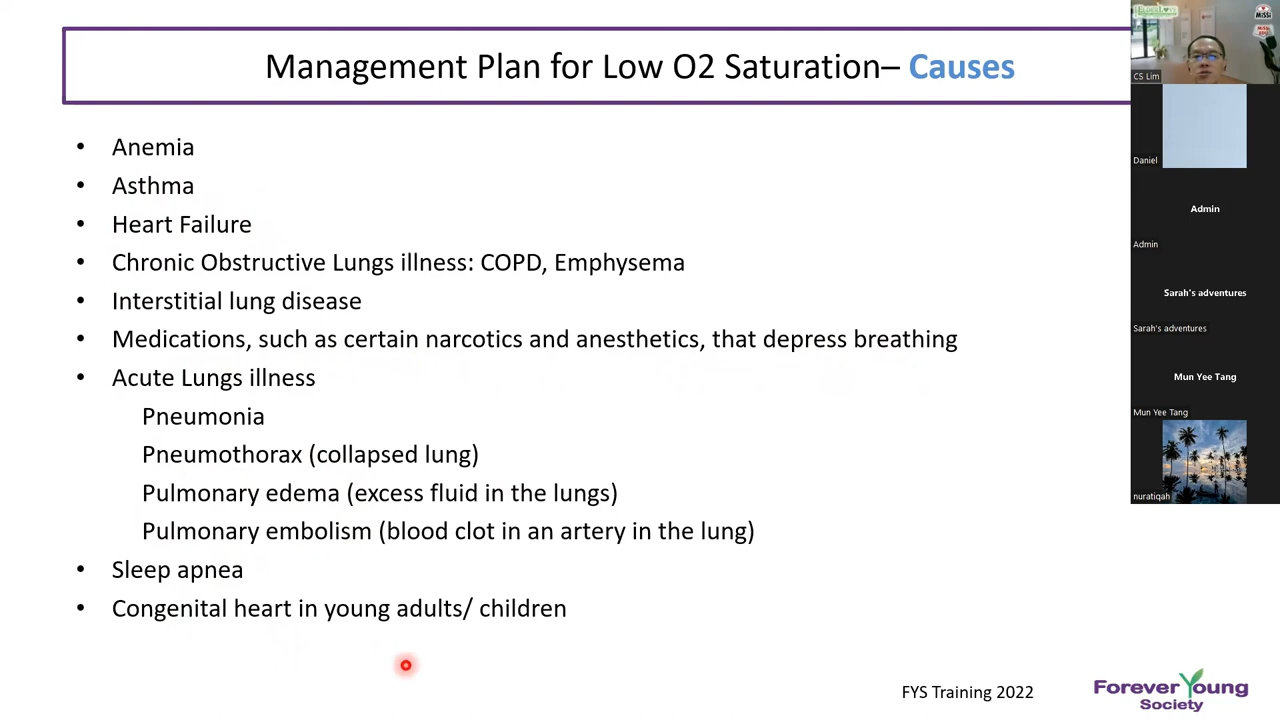 Management Plan for Low O2 Saturation– Causes
• Anemia
• Asthma
• Heart Failure
• Chronic Obstructive Lungs illness: COPD, Emphysema
• Interstitial lung disease
• Medications, such as certain narcotics and anesthetics, that depress breathing
• Acute Lungs illness
Pneumonia
Pneumothorax (collapsed lung)
Pulmonary edema (excess fluid in the lungs)
Pulmonary embolism (blood clot in an artery in the lung)
• Sleep apnea
• Congenital heart in young adults/ children
FYS Training 2022
Forever Young
Society
MiSSi
CS Lim
Daniel
Admin
Admin
Sarah's adventures
Sarah's adventures
Mun Yee Tang
Mun Yee Tang
nuratiqah